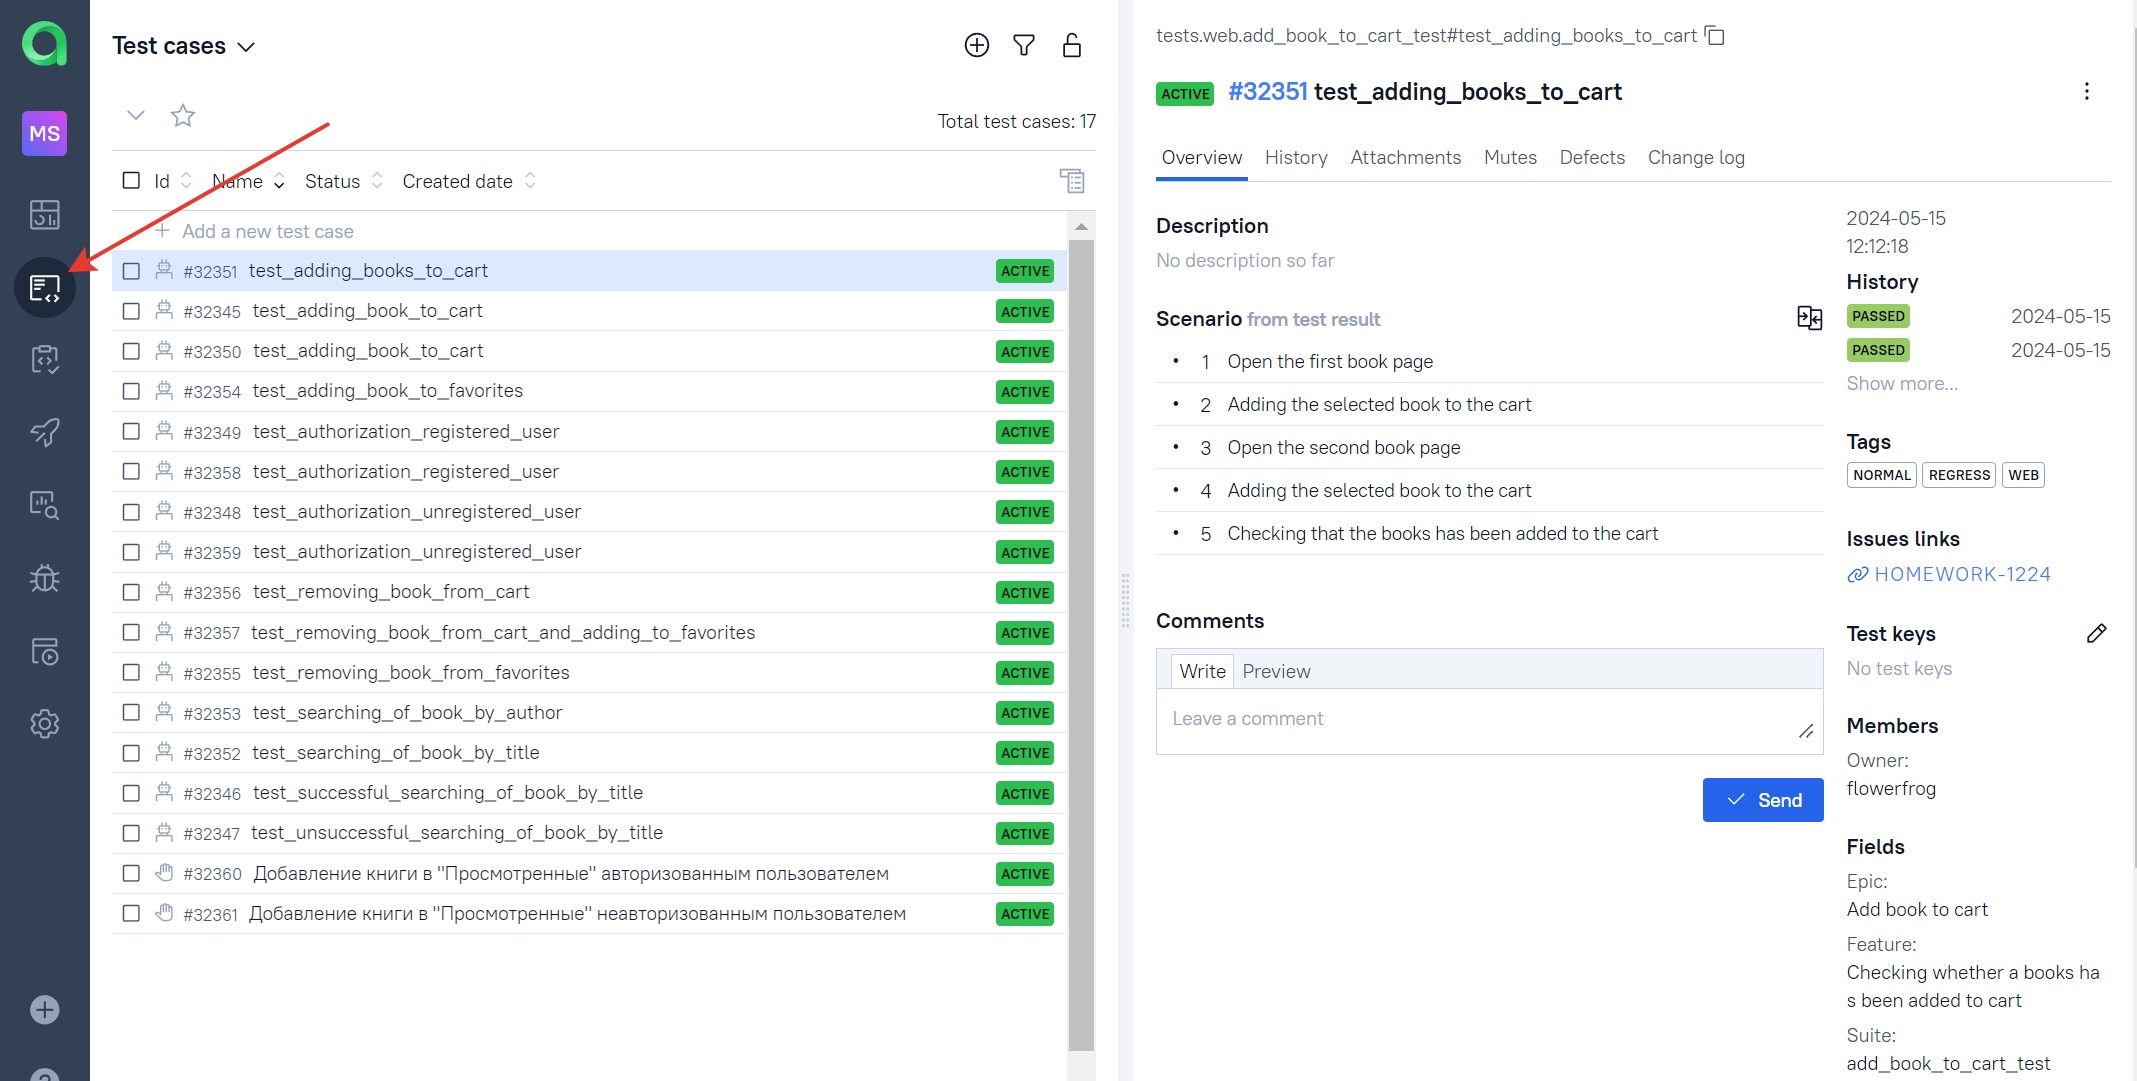 MS
Test cases
Total test cases: 17
Id Name Status Created date
Add a new test case
#32351 test_adding_books_to_cart ACTIVE
#32345 test_adding_book_to_cart ACTIVE
#32350 test_adding_book_to_cart ACTIVE
#32354 test_adding_book_to_favorites ACTIVE
#32349 test_authorization_registered_user ACTIVE
#32358 test_authorization_registered_user ACTIVE
#32348 test_authorization_unregistered_user ACTIVE
#32359 test_authorization_unregistered_user ACTIVE
#32356 test_removing_book_from_cart ACTIVE
#32357 test_removing_book_from_cart_and_adding_to_favorites ACTIVE
#32355 test_removing_book_from_favorites ACTIVE
#32353 test_searching_of_book_by_author ACTIVE
#32352 test_searching_of_book_by_title ACTIVE
#32346 test_successful_searching_of_book_by_title ACTIVE
#32347 test_unsuccessful_searching_of_book_by_title ACTIVE
#32360 Добавление книги в "Просмотренные" авторизованным пользователем ACTIVE
#32361 Добавление книги в "Просмотренные" неавторизованным пользователем ACTIVE
tests.web.add_book_to_cart_test#test_adding_books_to_cart
ACTIVE #32351 test_adding_books_to_cart
Overview History Attachments Mutes Defects Change log
Description
No description so far
Scenario from test result
• 1 Open the first book page
• 2 Adding the selected book to the cart
• 3 Open the second book page
• 4 Adding the selected book to the cart
• 5 Checking that the books has been added to the cart
Comments
Write Preview
Leave a comment
Send
2024-05-15
12:12:18
History
PASSED 2024-05-15
PASSED 2024-05-15
Show more...
Tags
NORMAL REGRESS WEB
Issues links
HOMEWORK-1224
Test keys
No test keys
Members
Owner:
flowerfrog
Fields
Epic:
Add book to cart
Feature:
Checking whether a books ha
s been added to cart
Suite:
add_book_to_cart_test